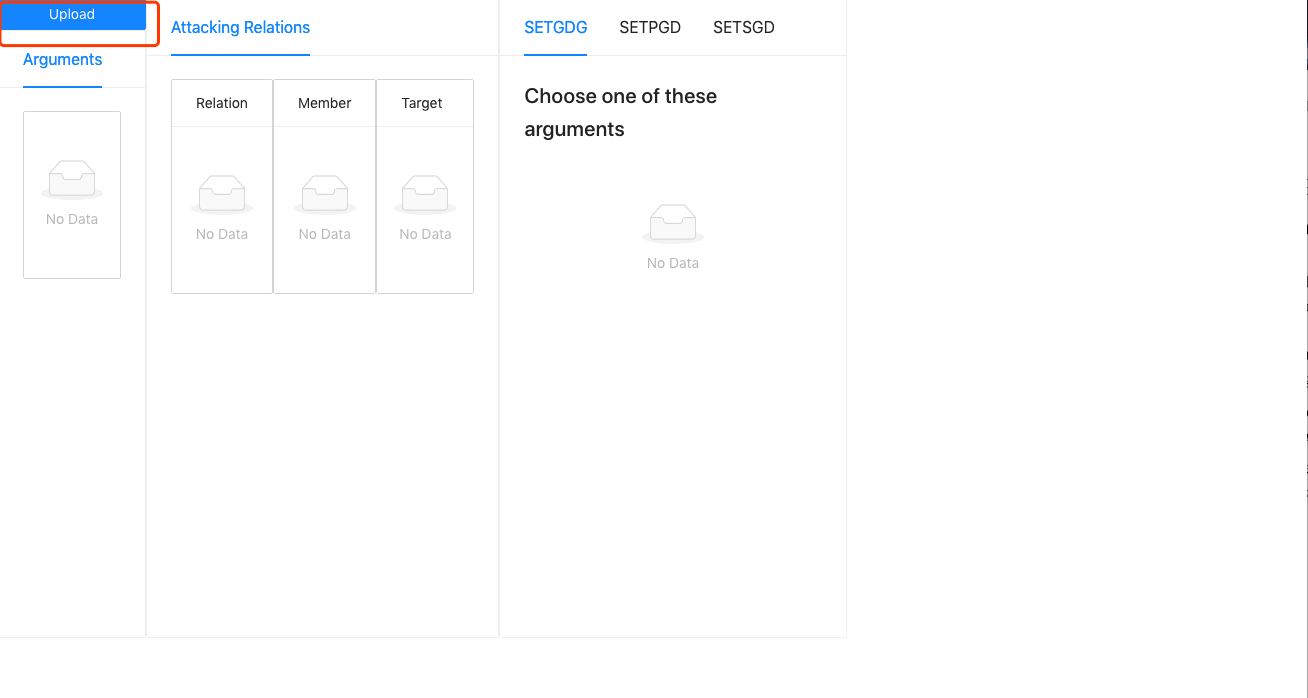 Upload
Arguments
No Data
Attacking Relations
Relation
Member
Target
No Data
No Data
No Data
SETGDG
SETPGD
SETSGD
Choose one of these
arguments
No Data